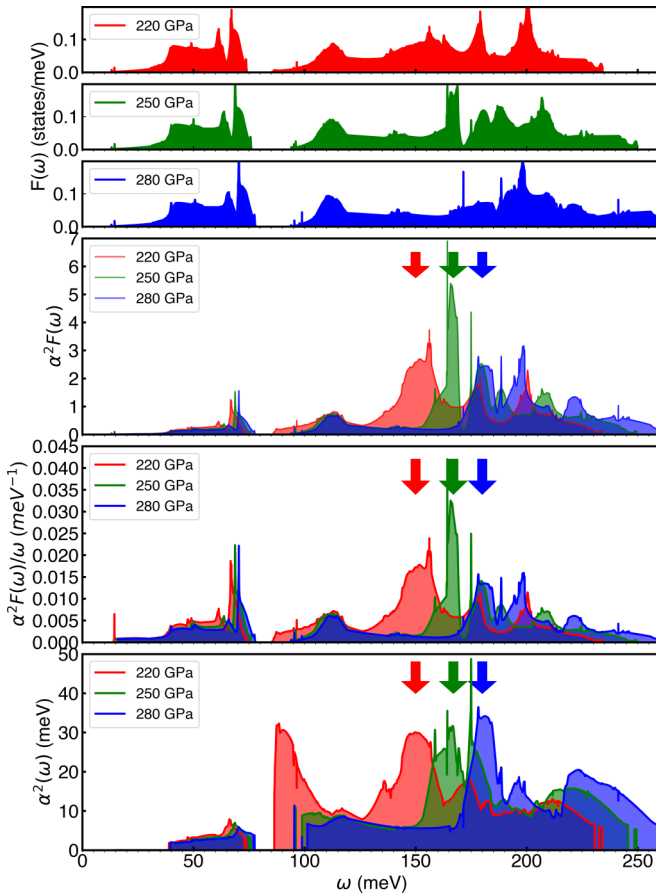 0.1
0.0
220 GPa
0.1
0.0
250 GPa
0.1
0.0
280 GPa
F(ω) (states/meV)
7
6
5
4
3
2
1
0
α²F(ω)
220 GPa
250 GPa
280 GPa
0.045
0.040
0.035
0.030
0.025
0.020
0.015
0.010
0.005
0.000
α²F(ω)/ω (meV⁻¹)
220 GPa
250 GPa
280 GPa
50
40
30
20
10
0
α²(ω) (meV)
220 GPa
250 GPa
280 GPa
0 50 100 150 200 250
ω (meV)